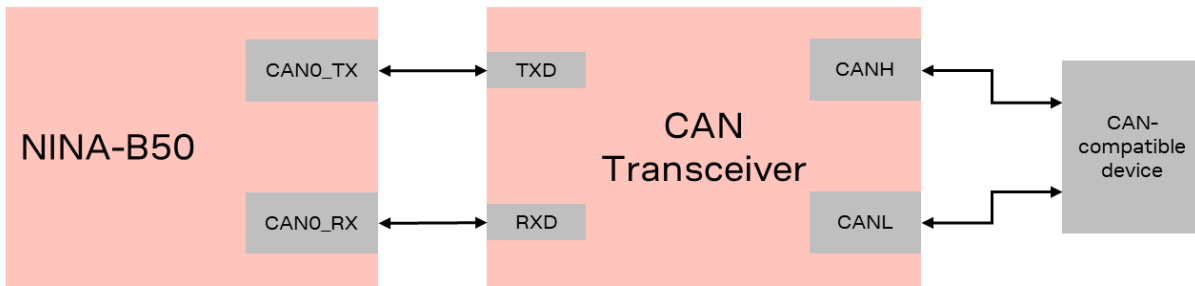 CAN0_TX
TXD
CANH
NINA-B50
CAN
Transceiver
CAN-
compatible
device
CAN0_RX
RXD
CANL